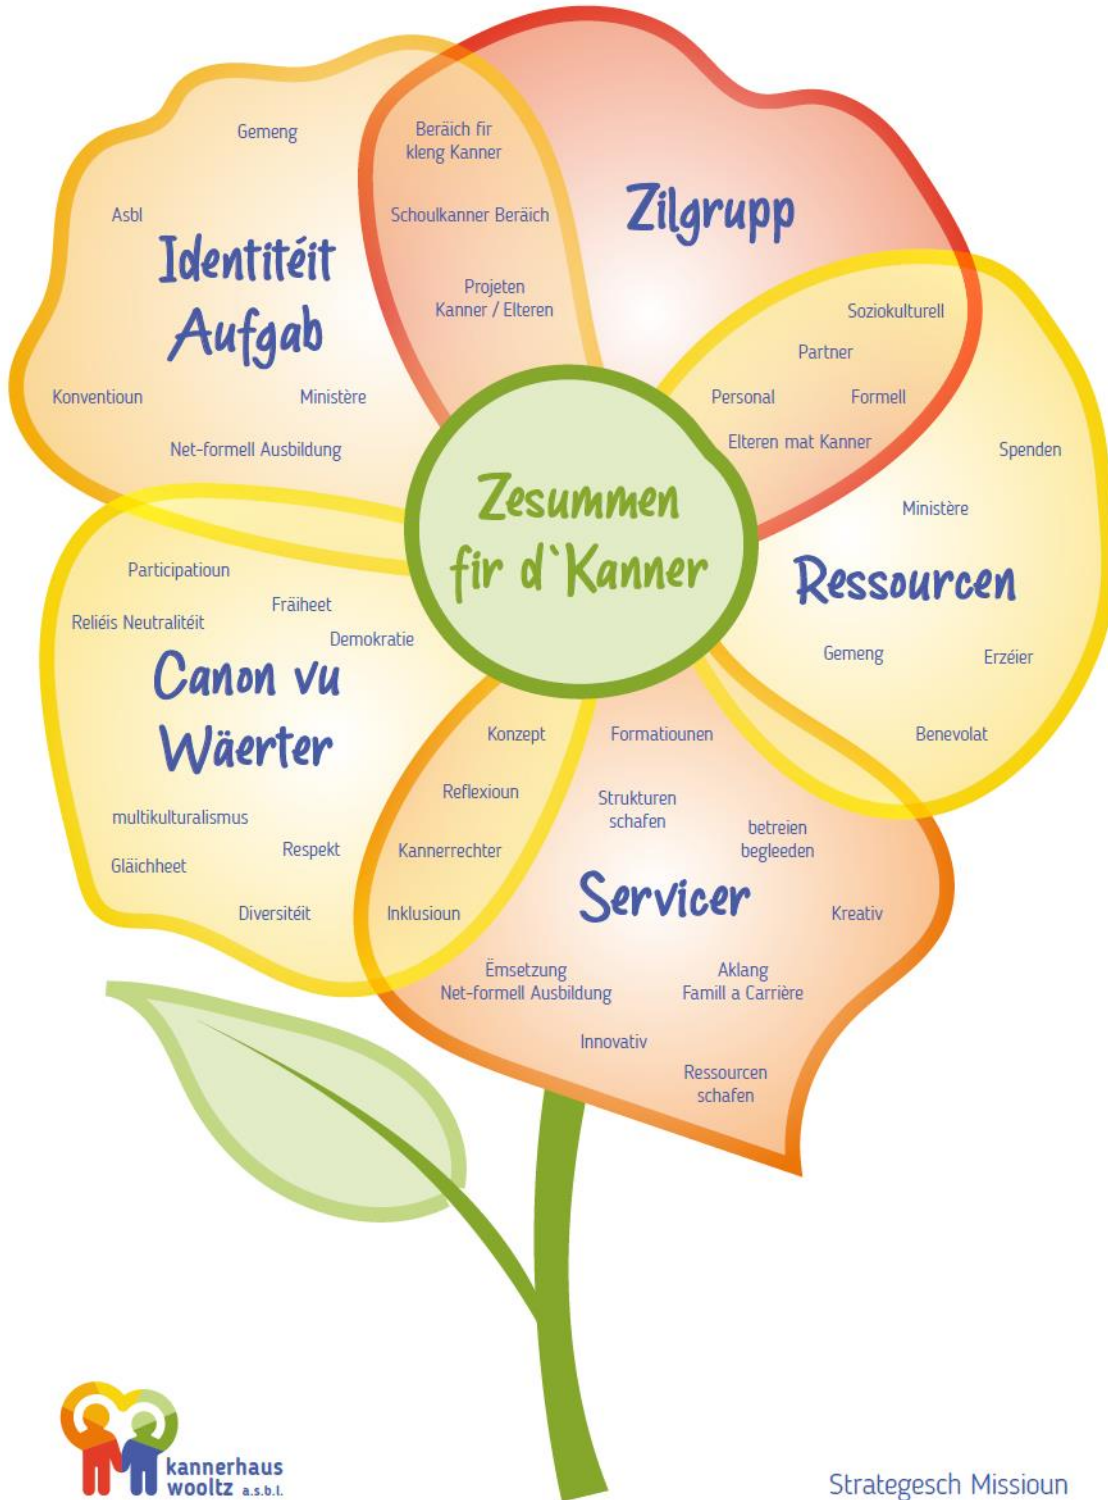 Gemeng
Asbl
Identitéit
Aufgab
Konventioun
Ministère
Net-formell Ausbildung
Beräich fir
kleng Kanner
Schoulkanner Beräich
Projeten
Kanner / Elteren
Zilgrupp
Soziokulturell
Partner
Personal
Formell
Elteren mat Kanner
Spenden
Ministère
Ressourcen
Gemeng
Erzéier
Benevolat
Zesummen
fir d`Kanner
Participatioun
Fräiheet
Reliéis Neutralitéit
Demokratie
Canon vu
Wäerter
multikulturalismus
Respekt
Gläichheet
Diversitéit
Konzept
Reflexioun
Kannerrechter
Inklusioun
Formatiounen
Strukturen
schafen
betreien
begleeden
Servicer
Kreativ
Ëmsetzung
Net-formell Ausbildung
Aklang
Famill a Carrière
Innovativ
Ressourcen
schafen
kannerhaus
wooltz a.s.b.l.
Strategesch Missioun